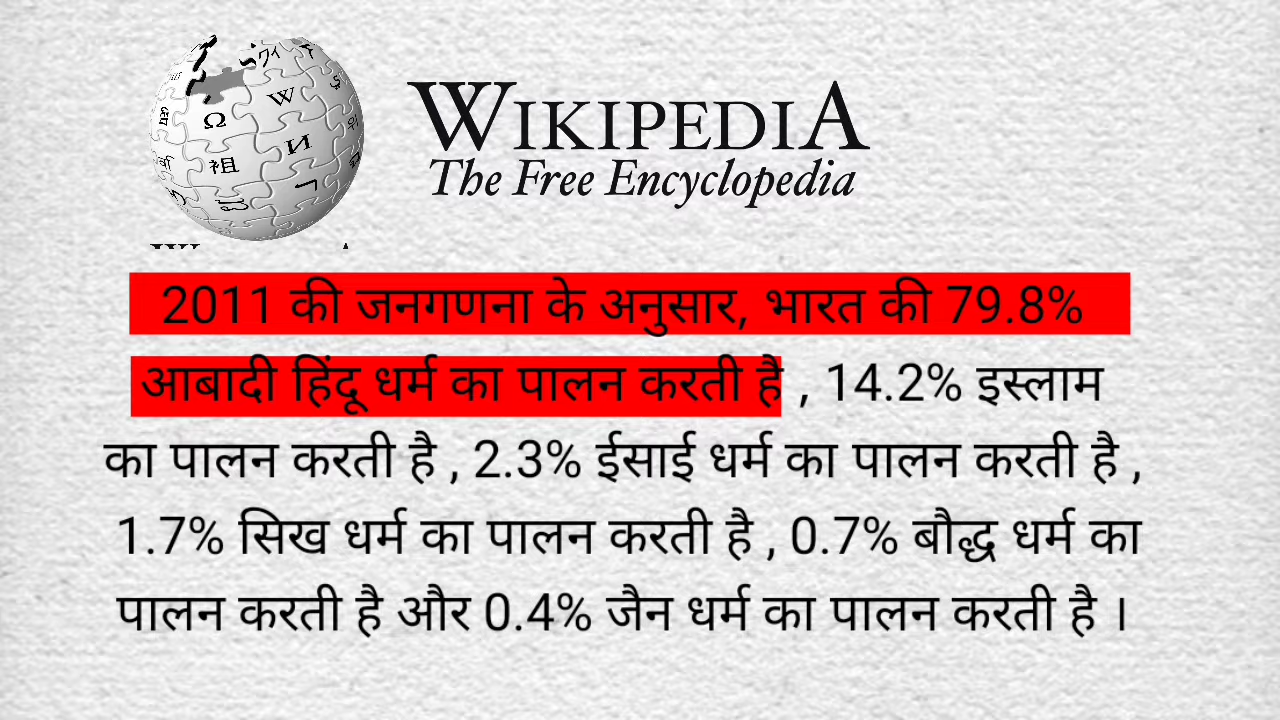 WIKIPEDIA
The Free Encyclopedia
2011 की जनगणना के अनुसार, भारत की 79.8%
आबादी हिंदू धर्म का पालन करती है , 14.2% इस्लाम
का पालन करती है , 2.3% ईसाई धर्म का पालन करती है ,
1.7% सिख धर्म का पालन करती है , 0.7% बौद्ध धर्म का
पालन करती है और 0.4% जैन धर्म का पालन करती है ।